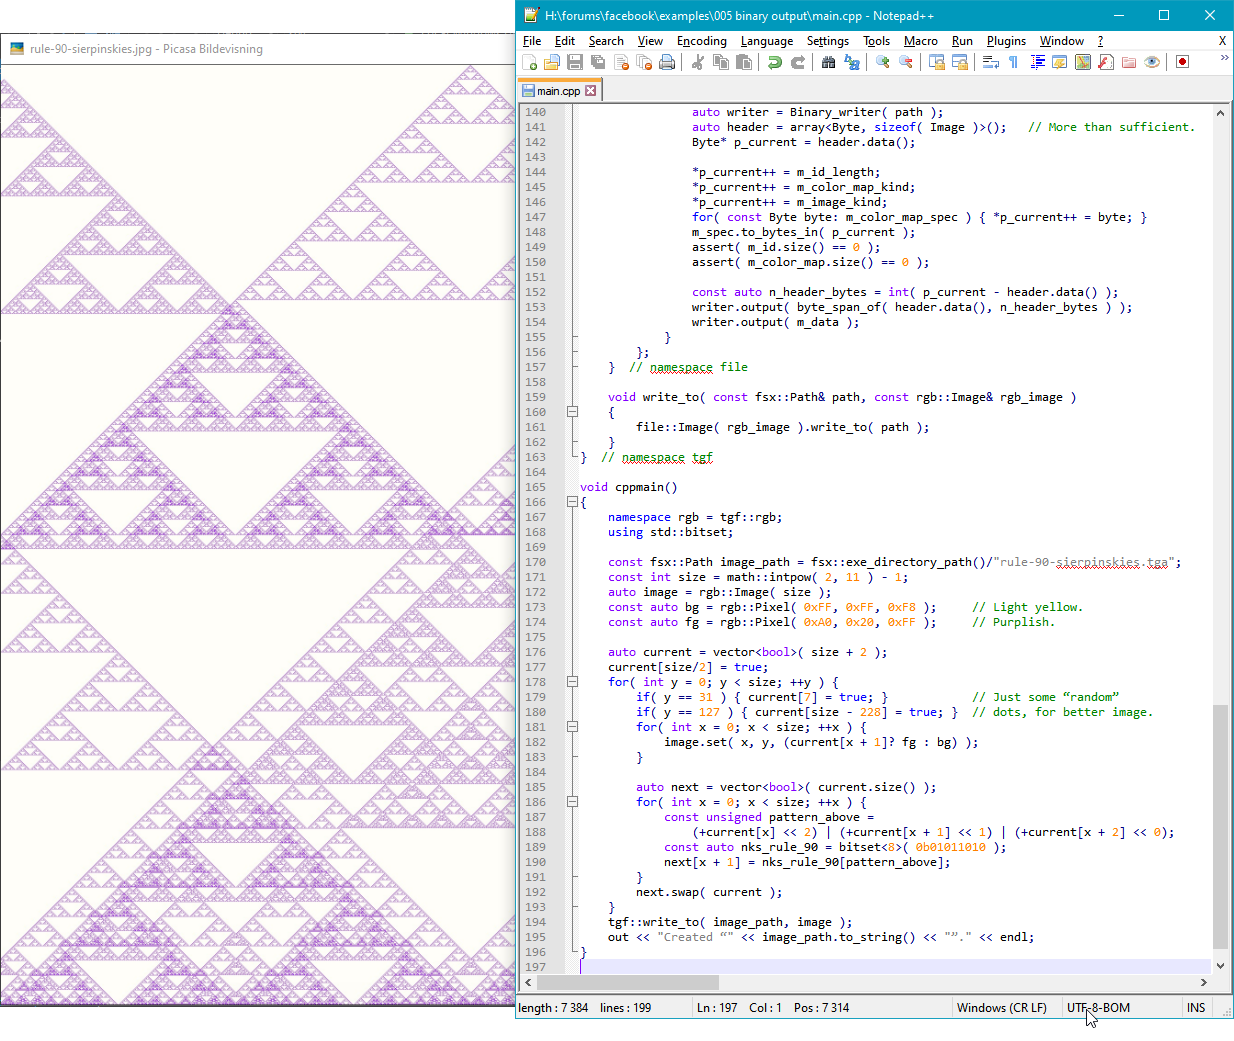 H:\forums\facebook\examples\005 binary output\main.cpp - Notepad++
rule-90-sierpinskies.jpg - Picasa Bildevisning
File Edit Search View Encoding Language Settings Tools Macro Run Plugins Window ? X
main.cpp
140 auto writer = Binary_writer( path );
141 auto header = array<Byte, sizeof( Image )>(); // More than sufficient.
142 Byte* p_current = header.data();
143
144 *p_current++ = m_id_length;
145 *p_current++ = m_color_map_kind;
146 *p_current++ = m_image_kind;
147 for( const Byte byte: m_color_map_spec ) { *p_current++ = byte; }
148 m_spec.to_bytes_in( p_current );
149 assert( m_id.size() == 0 );
150 assert( m_color_map.size() == 0 );
151
152 const auto n_header_bytes = int( p_current - header.data() );
153 writer.output( byte_span_of( header.data(), n_header_bytes ) );
154 writer.output( m_data );
155 }
156 };
157 } // namespace file
158
159 void write_to( const fsx::Path& path, const rgb::Image& rgb_image )
160 {
161 file::Image( rgb_image ).write_to( path );
162 }
163 } // namespace tgf
164
165 void cppmain()
166 {
167 namespace rgb = tgf::rgb;
168 using std::bitset;
169
170 const fsx::Path image_path = fsx::exe_directory_path()/"rule-90-sierpinskies.tga";
171 const int size = math::intpow( 2, 11 ) - 1;
172 auto image = rgb::Image( size );
173 const auto bg = rgb::Pixel( 0xFF, 0xFF, 0xF8 ); // Light yellow.
174 const auto fg = rgb::Pixel( 0xA0, 0x20, 0xFF ); // Purplish.
175
176 auto current = vector<bool>( size + 2 );
177 current[size/2] = true;
178 for( int y = 0; y < size; ++y ) {
179 if( y == 31 ) { current[7] = true; } // Just some “random”
180 if( y == 127 ) { current[size - 228] = true; } // dots, for better image.
181 for( int x = 0; x < size; ++x ) {
182 image.set( x, y, (current[x + 1]? fg : bg) );
183 }
184
185 auto next = vector<bool>( current.size() );
186 for( int x = 0; x < size; ++x ) {
187 const unsigned pattern_above =
188 (+current[x] << 2) | (+current[x + 1] << 1) | (+current[x + 2] << 0);
189 const auto nks_rule_90 = bitset<8>( 0b01011010 );
190 next[x + 1] = nks_rule_90[pattern_above];
191 }
192 next.swap( current );
193 }
194 tgf::write_to( image_path, image );
195 out << "Created “" << image_path.to_string() << "”." << endl;
196 }
197
length : 7 384 lines : 199 Ln : 197 Col : 1 Pos : 7 314 Windows (CR LF) UTF-8-BOM INS